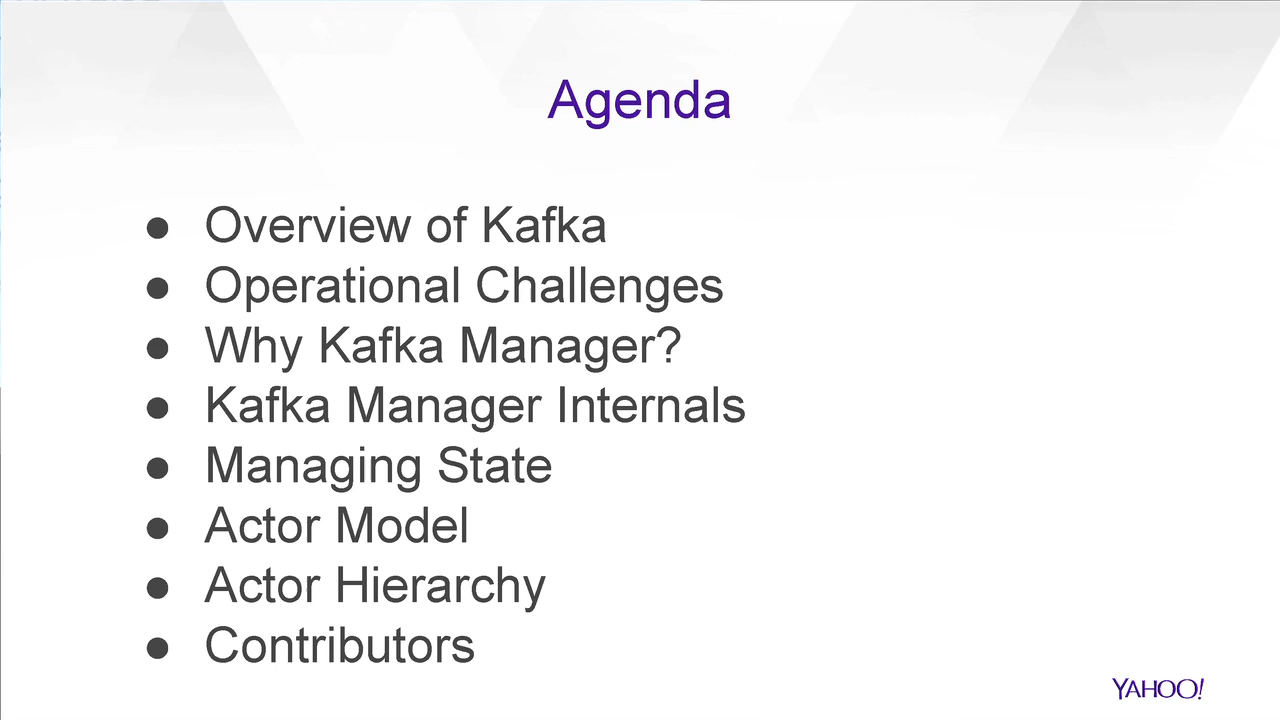 Agenda
● Overview of Kafka
● Operational Challenges
● Why Kafka Manager?
● Kafka Manager Internals
● Managing State
● Actor Model
● Actor Hierarchy
● Contributors
YAHOO!